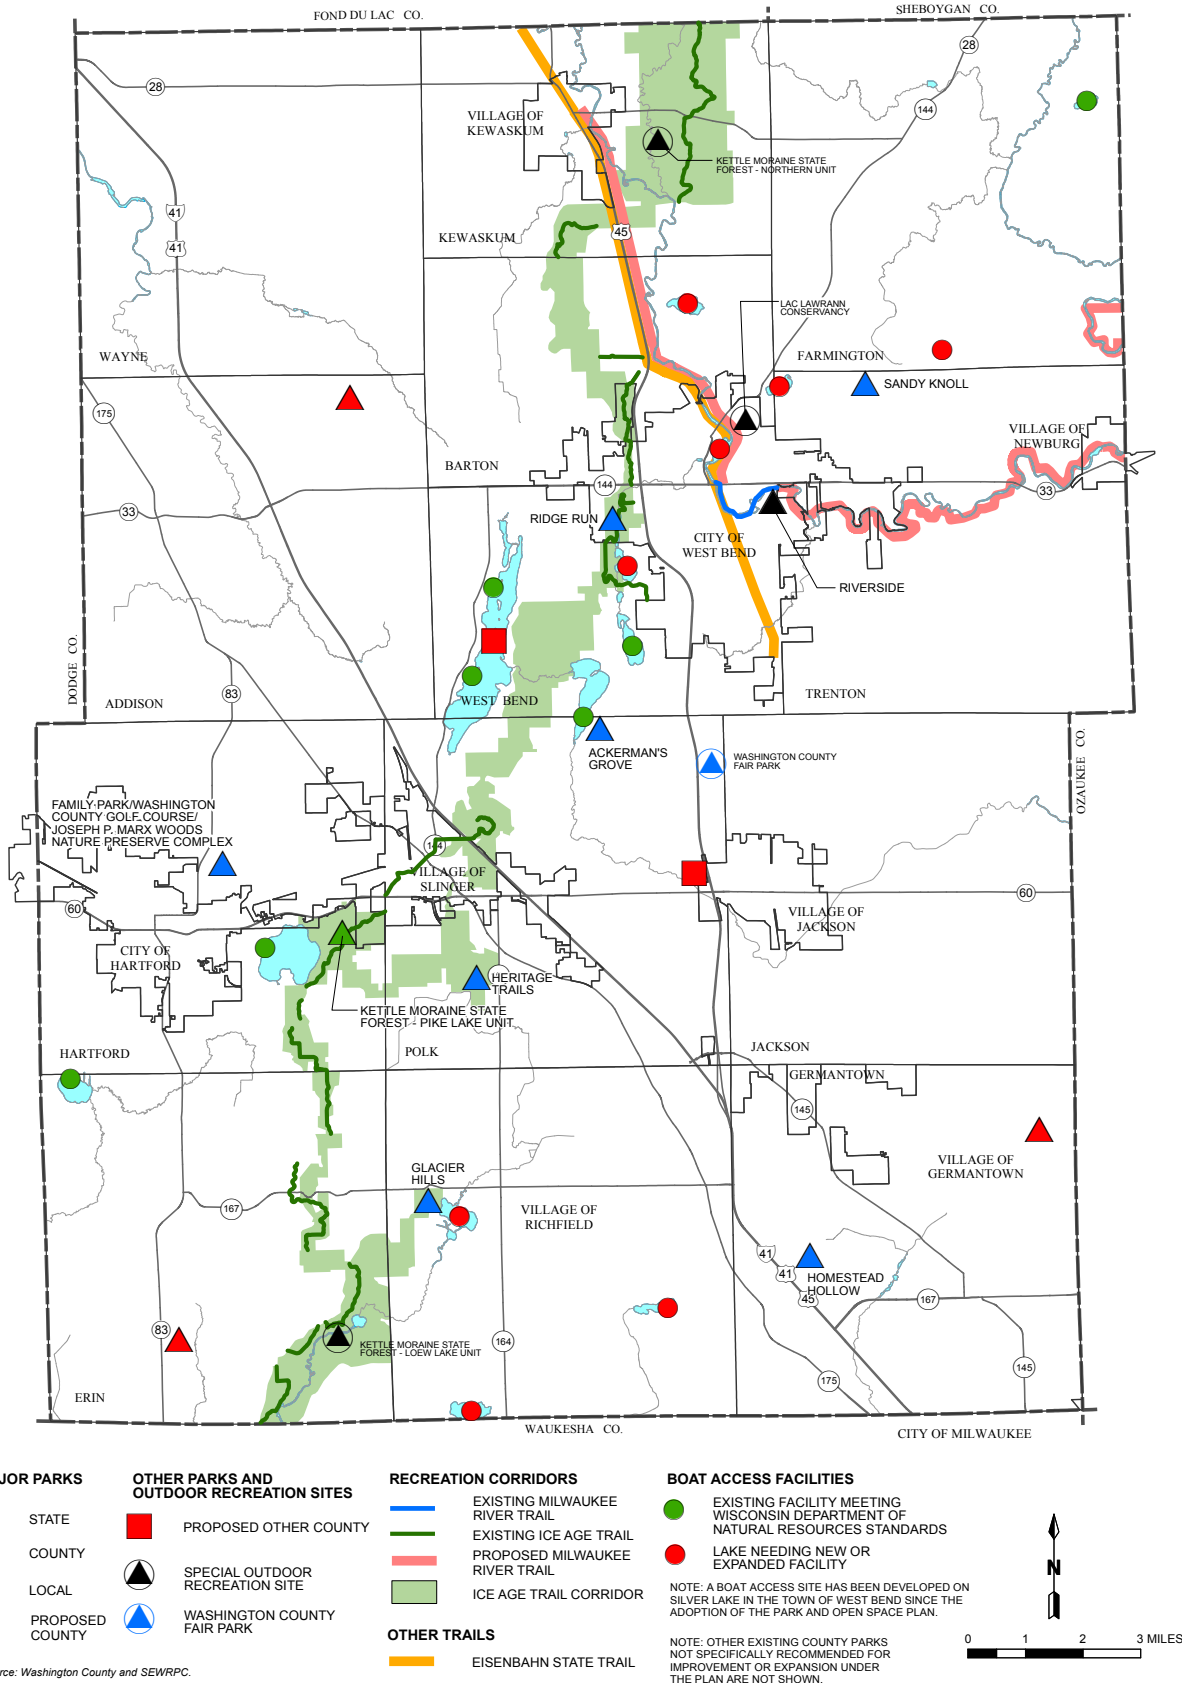 FOND DU LAC CO.
SHEBOYGAN CO.
28
28
144
VILLAGE OF
KEWASKUM
KETTLE MORAINE STATE
FOREST - NORTHERN UNIT
41
41
45
KEWASKUM
LAC LAWRANN
CONSERVANCY
WAYNE
FARMINGTON
SANDY KNOLL
175
VILLAGE OF
NEWBURG
BARTON
144
33
33
RIDGE RUN
CITY OF
WEST BEND
RIVERSIDE
DODGE CO.
83
ADDISON
WEST BEND
TRENTON
ACKERMAN'S
GROVE
WASHINGTON COUNTY
FAIR PARK
OZAUKEE CO.
FAMILY PARK/WASHINGTON
COUNTY GOLF COURSE/
JOSEPH P. MARX WOODS
NATURE PRESERVE COMPLEX
144
VILLAGE OF
SLINGER
60
60
VILLAGE OF
JACKSON
CITY OF
HARTFORD
HERITAGE
TRAILS
KETTLE MORAINE STATE
FOREST - PIKE LAKE UNIT
HARTFORD
POLK
JACKSON
GERMANTOWN
145
VILLAGE OF
GERMANTOWN
GLACIER
HILLS
167
VILLAGE OF
RICHFIELD
41
41
45
HOMESTEAD
HOLLOW
167
83
KETTLE MORAINE STATE
FOREST - LOEW LAKE UNIT
164
175
145
ERIN
WAUKESHA CO.
CITY OF MILWAUKEE
JOR PARKS
STATE
COUNTY
LOCAL
PROPOSED
COUNTY
OTHER PARKS AND
OUTDOOR RECREATION SITES
PROPOSED OTHER COUNTY
SPECIAL OUTDOOR
RECREATION SITE
WASHINGTON COUNTY
FAIR PARK
RECREATION CORRIDORS
EXISTING MILWAUKEE
RIVER TRAIL
EXISTING ICE AGE TRAIL
PROPOSED MILWAUKEE
RIVER TRAIL
ICE AGE TRAIL CORRIDOR
OTHER TRAILS
EISENBAHN STATE TRAIL
BOAT ACCESS FACILITIES
EXISTING FACILITY MEETING
WISCONSIN DEPARTMENT OF
NATURAL RESOURCES STANDARDS
LAKE NEEDING NEW OR
EXPANDED FACILITY
NOTE: A BOAT ACCESS SITE HAS BEEN DEVELOPED ON
SILVER LAKE IN THE TOWN OF WEST BEND SINCE THE
ADOPTION OF THE PARK AND OPEN SPACE PLAN.
NOTE: OTHER EXISTING COUNTY PARKS
NOT SPECIFICALLY RECOMMENDED FOR
IMPROVEMENT OR EXPANSION UNDER
THE PLAN ARE NOT SHOWN.
N
0 1 2 3 MILES
rce: Washington County and SEWRPC.